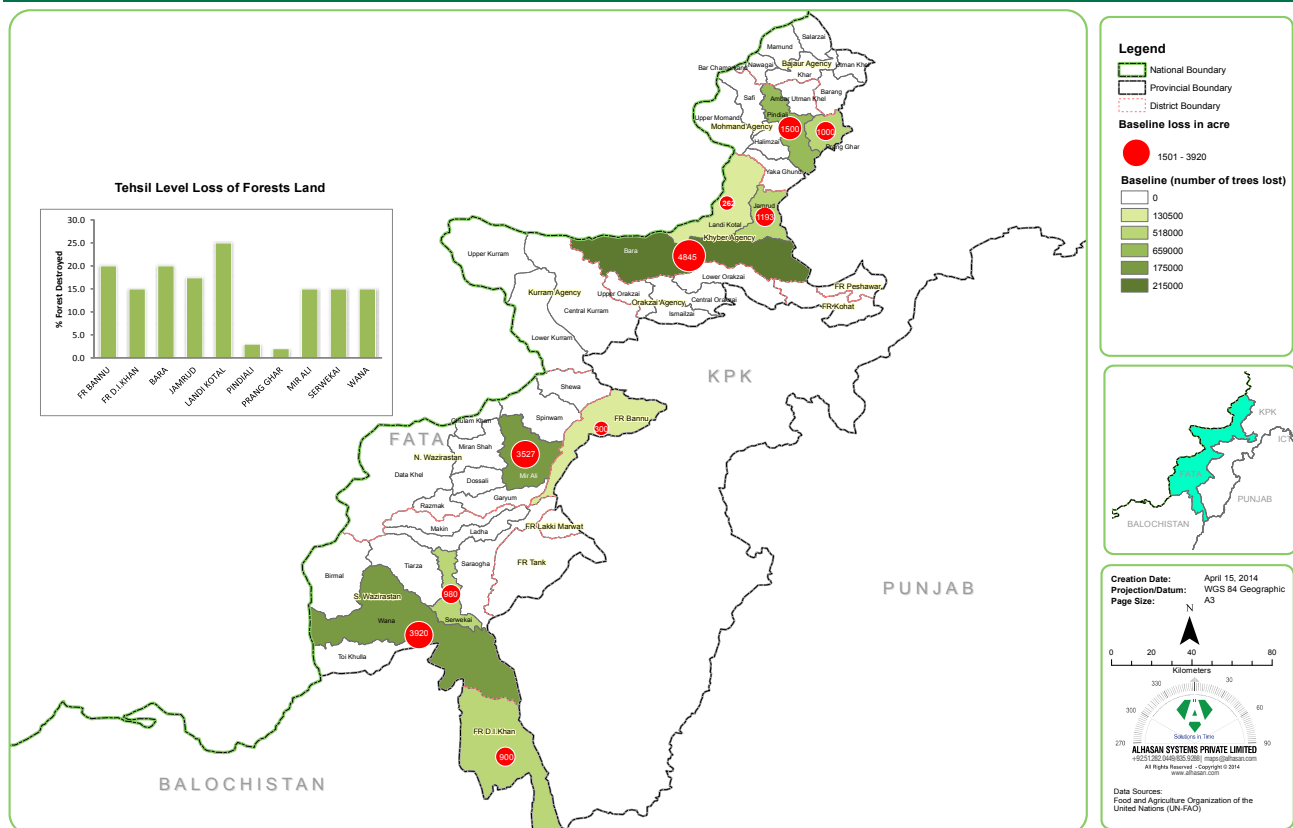 Tehsil Level Loss of Forests Land
% Forest Destroyed
30.0
25.0
20.0
15.0
10.0
5.0
0.0
FR BANNU
FR D.I.KHAN
BARA
JAMRUD
LANDI KOTAL
PINDIALI
PRANG GHAR
MIR ALI
SERWEKAI
WANA
Salarzai
Mamund
Nawagai
Bajaur Agency
Utman Khel
Khar
Barang
Safi
Ambar Utman Khel
Pindiali
Upper Momand
Mohmand Agency
1500
1000
Halimzai
Prang Ghar
Yaka Ghund
262
Jamrud
1193
Landi Kotal
Khyber Agency
Bara
4845
Upper Kurram
Lower Orakzai
FR Peshawar
Kurram Agency
Upper Orakzai
Orakzai Agency
Central Orakzai
FR Kohat
Central Kurram
Ismailzai
Lower Kurram
KPK
Shewa
Spinwam
FR Bannu
Ghulam Khan
300
FATA
Miran Shah
3527
N. Wazirastan
Mir Ali
Data Khel
Dossali
Garyum
Razmak
Makin
Ladha
FR Lakki Marwat
Saraogha
FR Tank
Tiarza
Birmal
980
S. Wazirastan
Wana
Serwekai
3920
Toi Khulla
FR D.I.Khan
900
PUNJAB
BALOCHISTAN
Legend
National Boundary
Provincial Boundary
District Boundary
Baseline loss in acre
1501 - 3920
Baseline (number of trees lost)
0
130500
518000
659000
175000
215000
KPK
ICT
FATA
PUNJAB
BALOCHISTAN
Creation Date: April 15, 2014
Projection/Datum: WGS 84 Geographic
Page Size: A3
N
0 20 40 80
Kilometers
330 30
300 60
270 90
Solutions in Time
ALHASAN SYSTEMS PRIVATE LIMITED
+92.51.282.0449/835.9288| maps@alhasan.com
All Rights Reserved - Copyright © 2014
www.alhasan.com
Data Sources:
Food and Agriculture Organization of the
United Nations (UN-FAO)